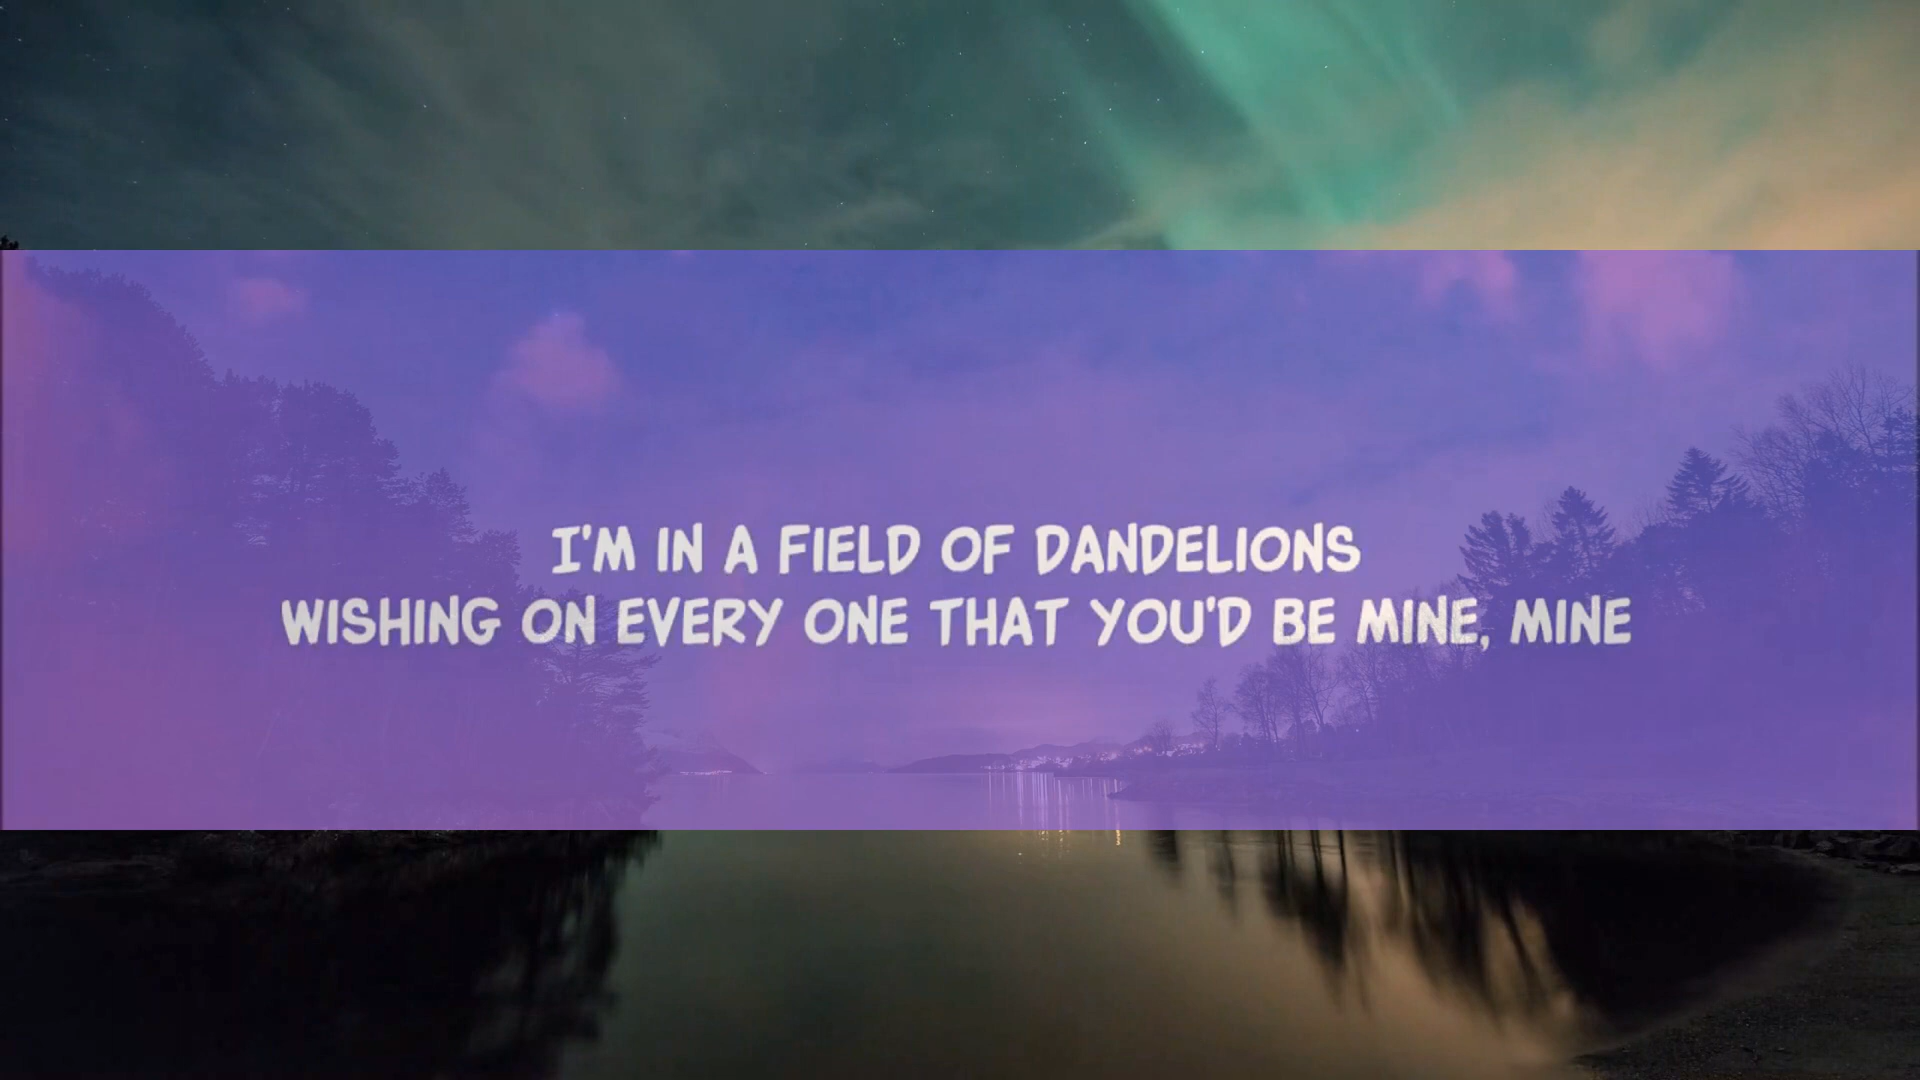 I'M IN A FIELD OF DANDELIONS
WISHING ON EVERY ONE THAT YOU'D BE MINE, MINE